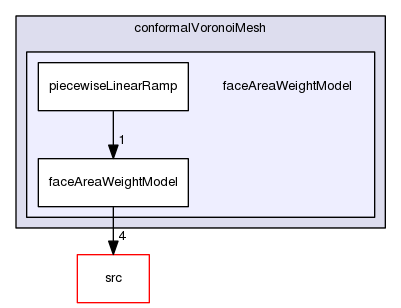 conformalVoronoiMesh
piecewiseLinearRamp
faceAreaWeightModel
1
faceAreaWeightModel
4
src